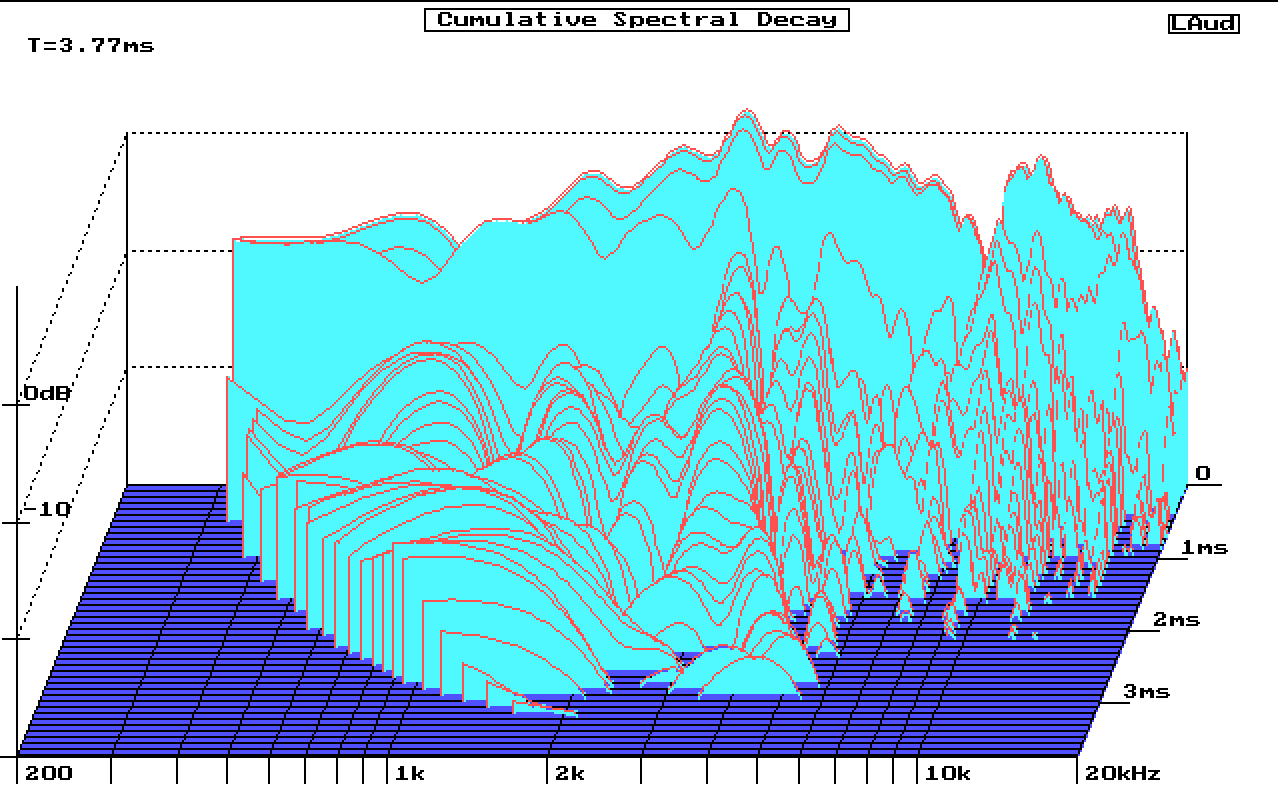 Cumulative Spectral Decay
LAud
T=3.77ms
0dB
0
-10
1ms
2ms
3ms
200 1k 2k 10k 20kHz